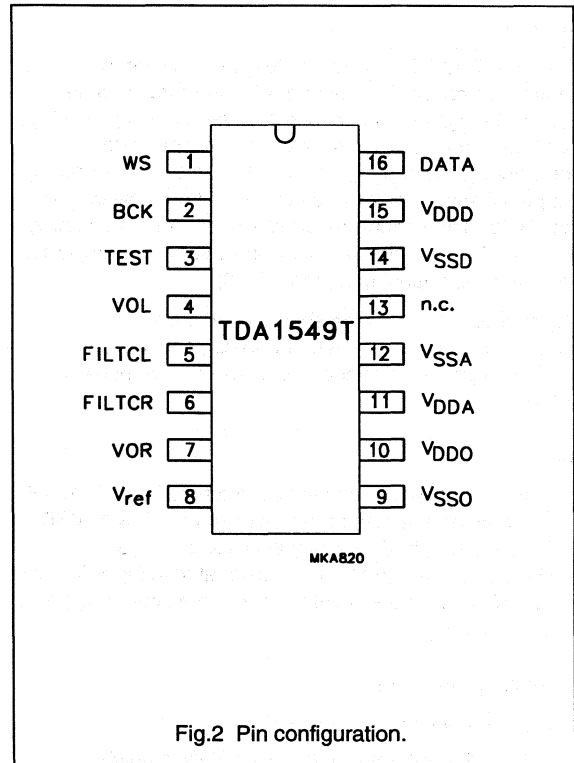 WS 1 16 DATA
BCK 2 15 VDDD
TEST 3 14 VSSD
VOL 4 13 n.c.
TDA1549T
FILTCL 5 12 VSSA
FILTCR 6 11 VDDA
VOR 7 10 VDDO
Vref 8 9 VSSO
MKA820
Fig.2 Pin configuration.